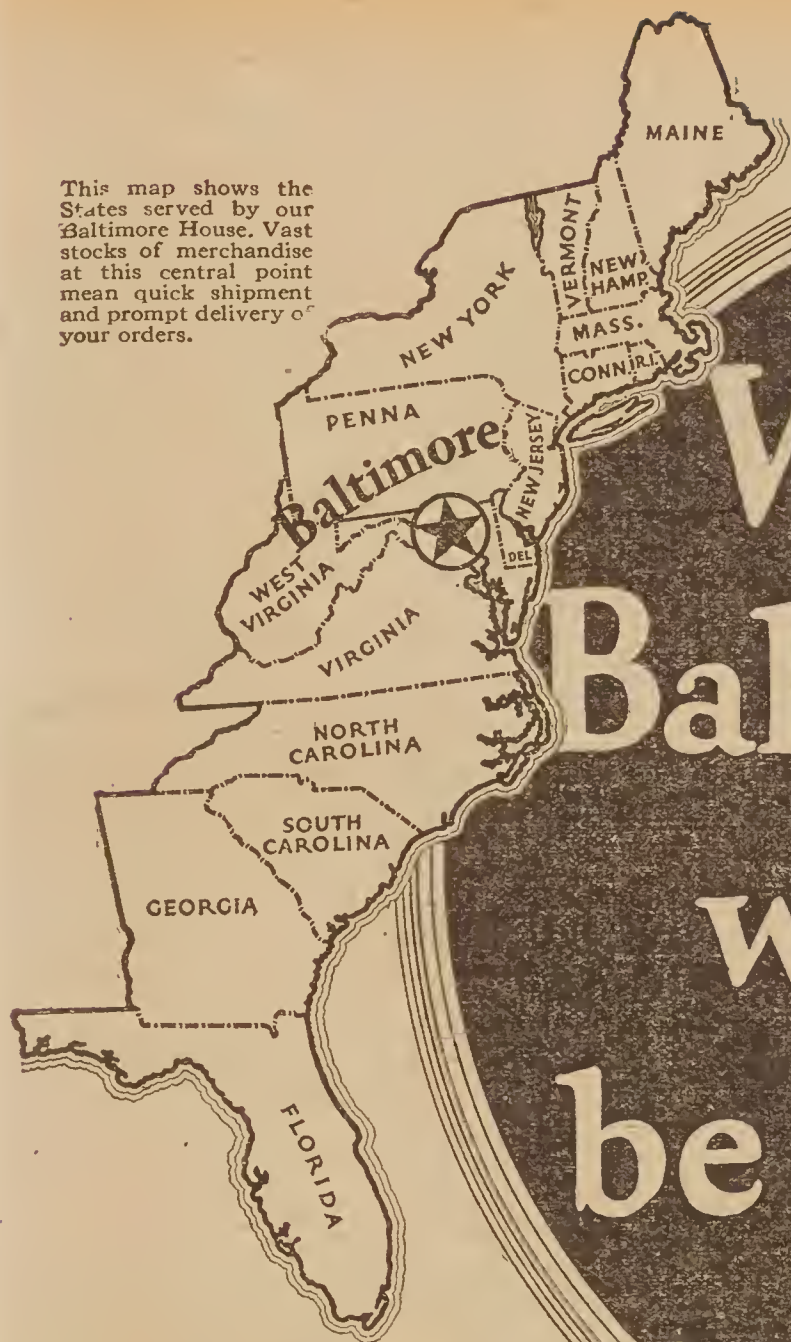 This map shows the
States served by our
Baltimore House. Vast
stocks of merchandise
at this central point
mean quick shipment
and prompt delivery of
your orders.
MAINE
VERMONT
NEW
HAMP.
NEW YORK
MASS.
CONN.
R.I.
PENNA
Baltimore
NEW JERSEY
DEL
WEST
VIRGINIA
VIRGINIA
NORTH
CAROLINA
SOUTH
CAROLINA
GEORGIA
FLORIDA
W
Bal
w
be